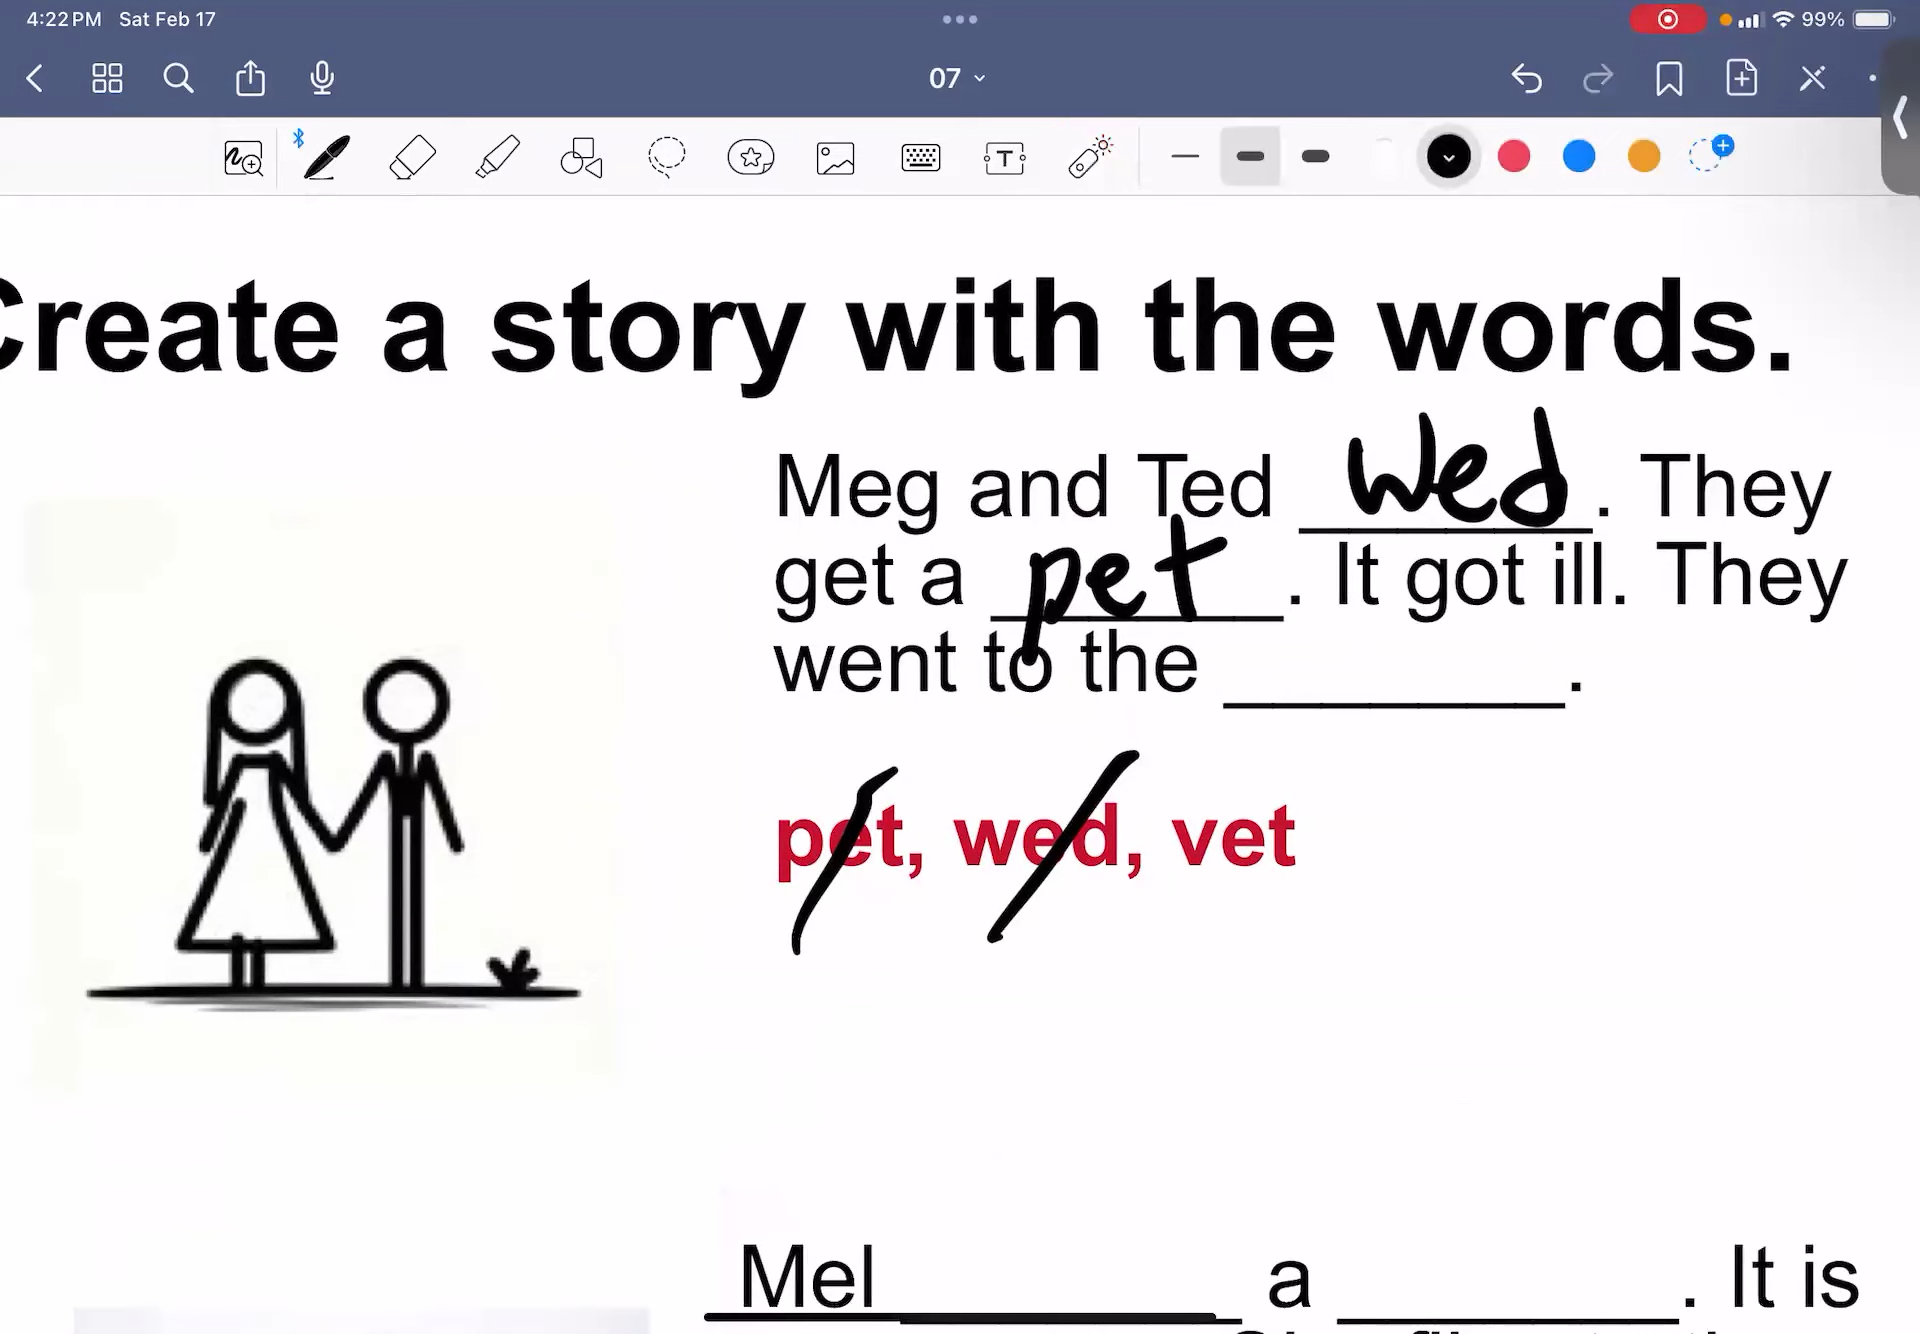 4:22 PM Sat Feb 17
99%
07
T
Create a story with the words.
Meg and Ted wed. They
get a pet. It got ill. They
went to the ________.
pet, wed, vet
Mel ________ a ________. It is